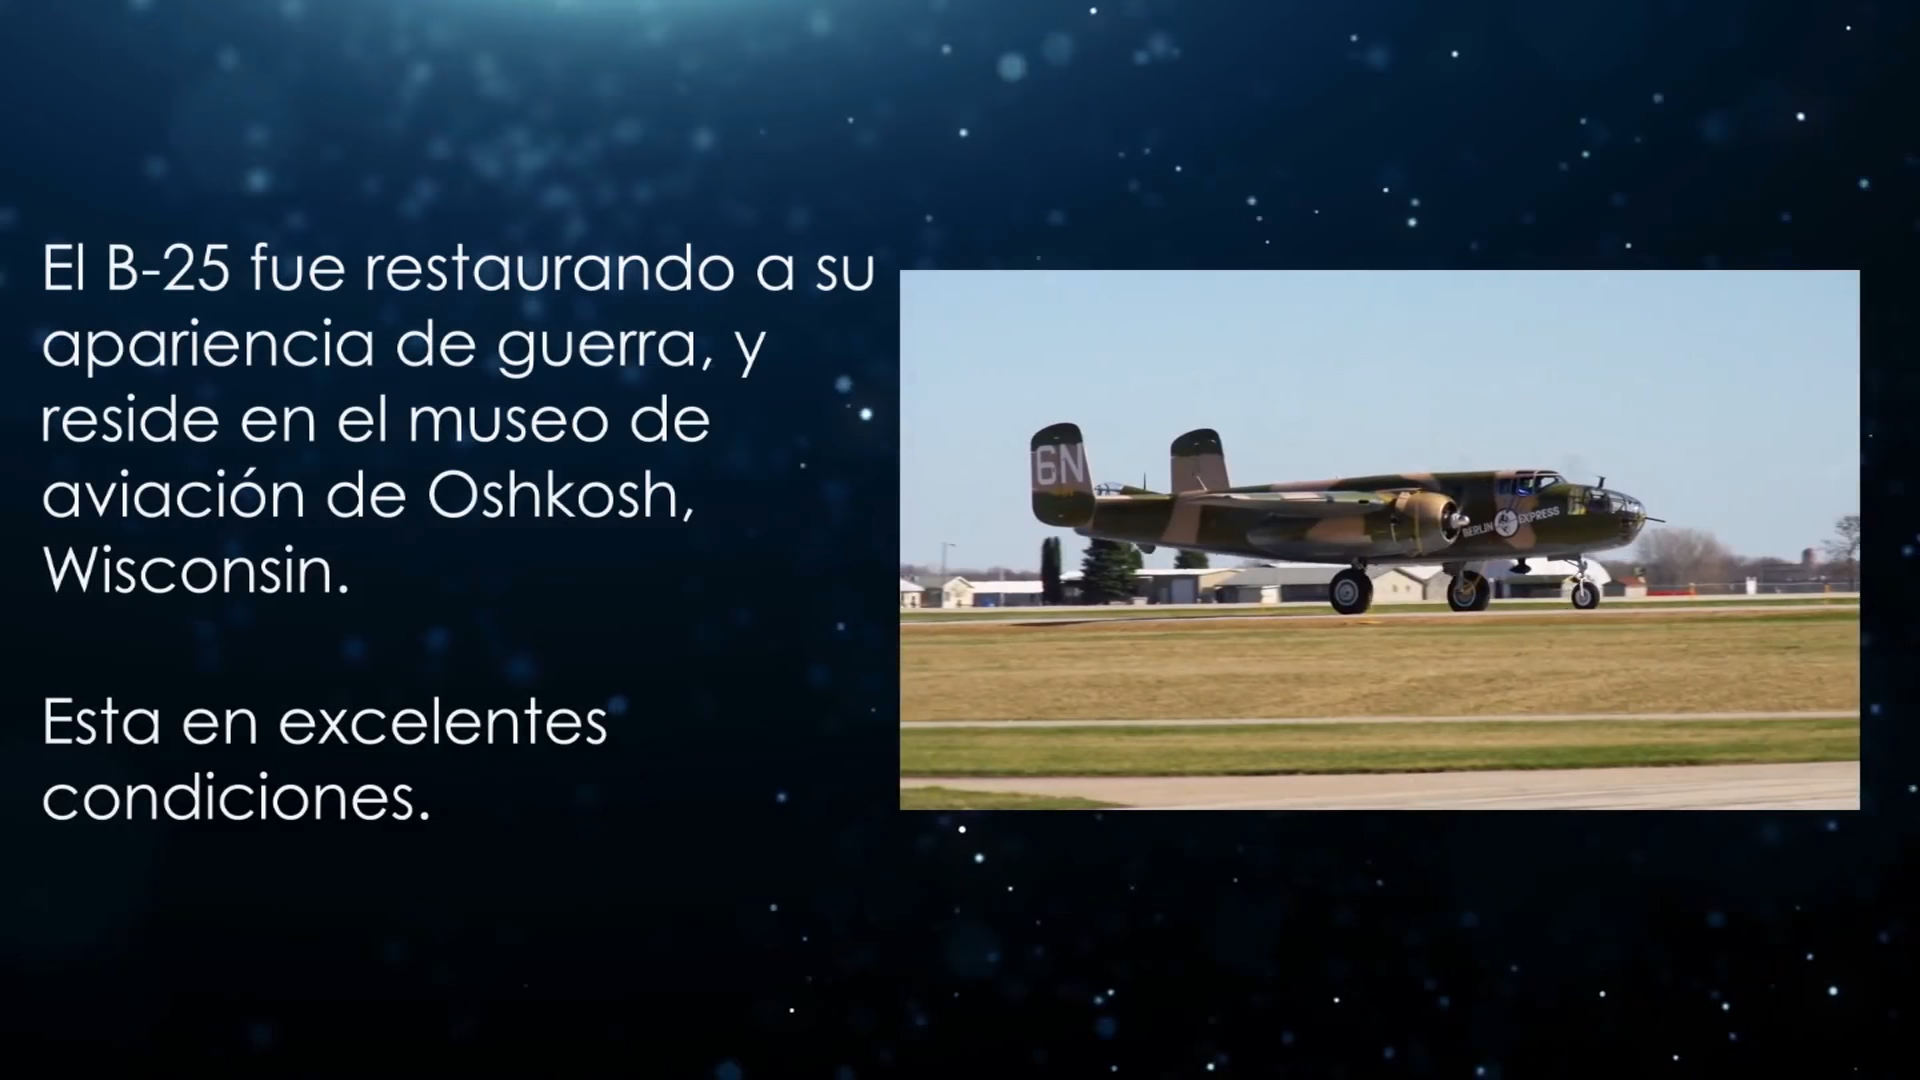 El B-25 fue restaurando a su
apariencia de guerra, y
reside en el museo de
aviación de Oshkosh,
Wisconsin.
Esta en excelentes
condiciones.
6N
BERLIN EXPRESS